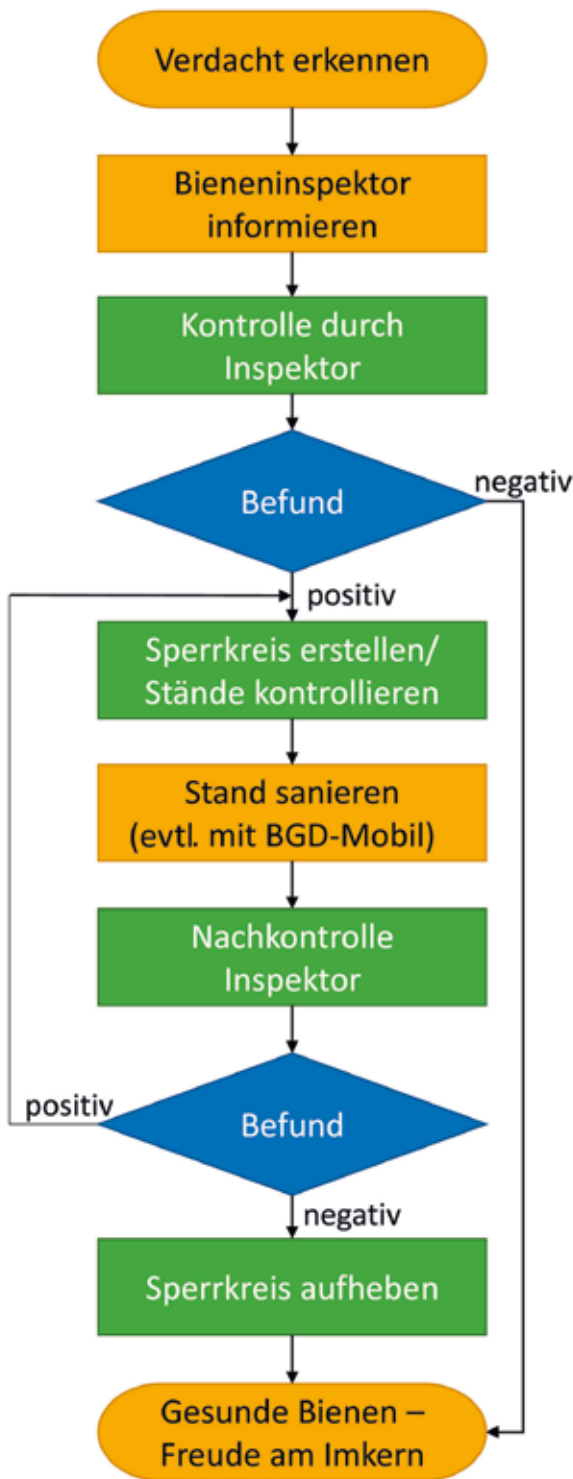 Verdacht erkennen
Bieneninspektor
informieren
Kontrolle durch
Inspektor
Befund
negativ
positiv
Sperrkreis erstellen/
Stände kontrollieren
Stand sanieren
(evtl. mit BGD-Mobil)
Nachkontrolle
Inspektor
positiv
Befund
negativ
Sperrkreis aufheben
Gesunde Bienen –
Freude am Imkern